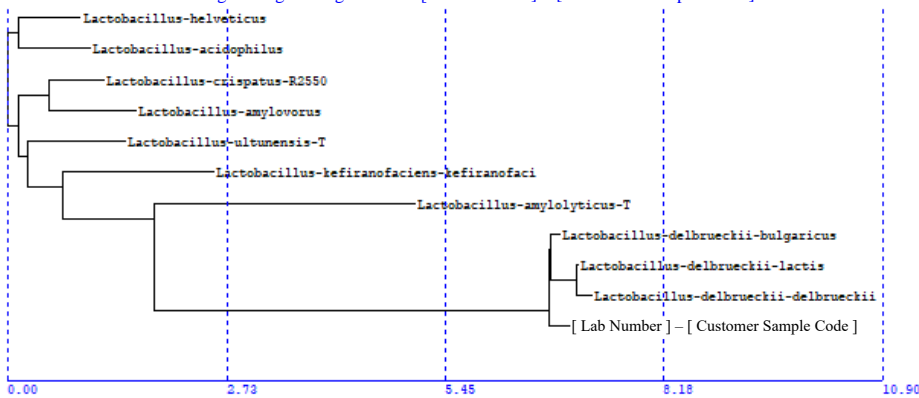 Lactobacillus-helveticus
Lactobacillus-acidophilus
Lactobacillus-crispatus-R2550
Lactobacillus-amylovorus
Lactobacillus-ultunensis-T
Lactobacillus-kefiranofaciens-kefiranofaci
Lactobacillus-amylolyticus-T
Lactobacillus-delbrueckii-bulgaricus
Lactobacillus-delbrueckii-lactis
Lactobacillus-delbrueckii-delbrueckii
[ Lab Number ] – [ Customer Sample Code ]
0.00 2.73 5.45 8.18 10.90